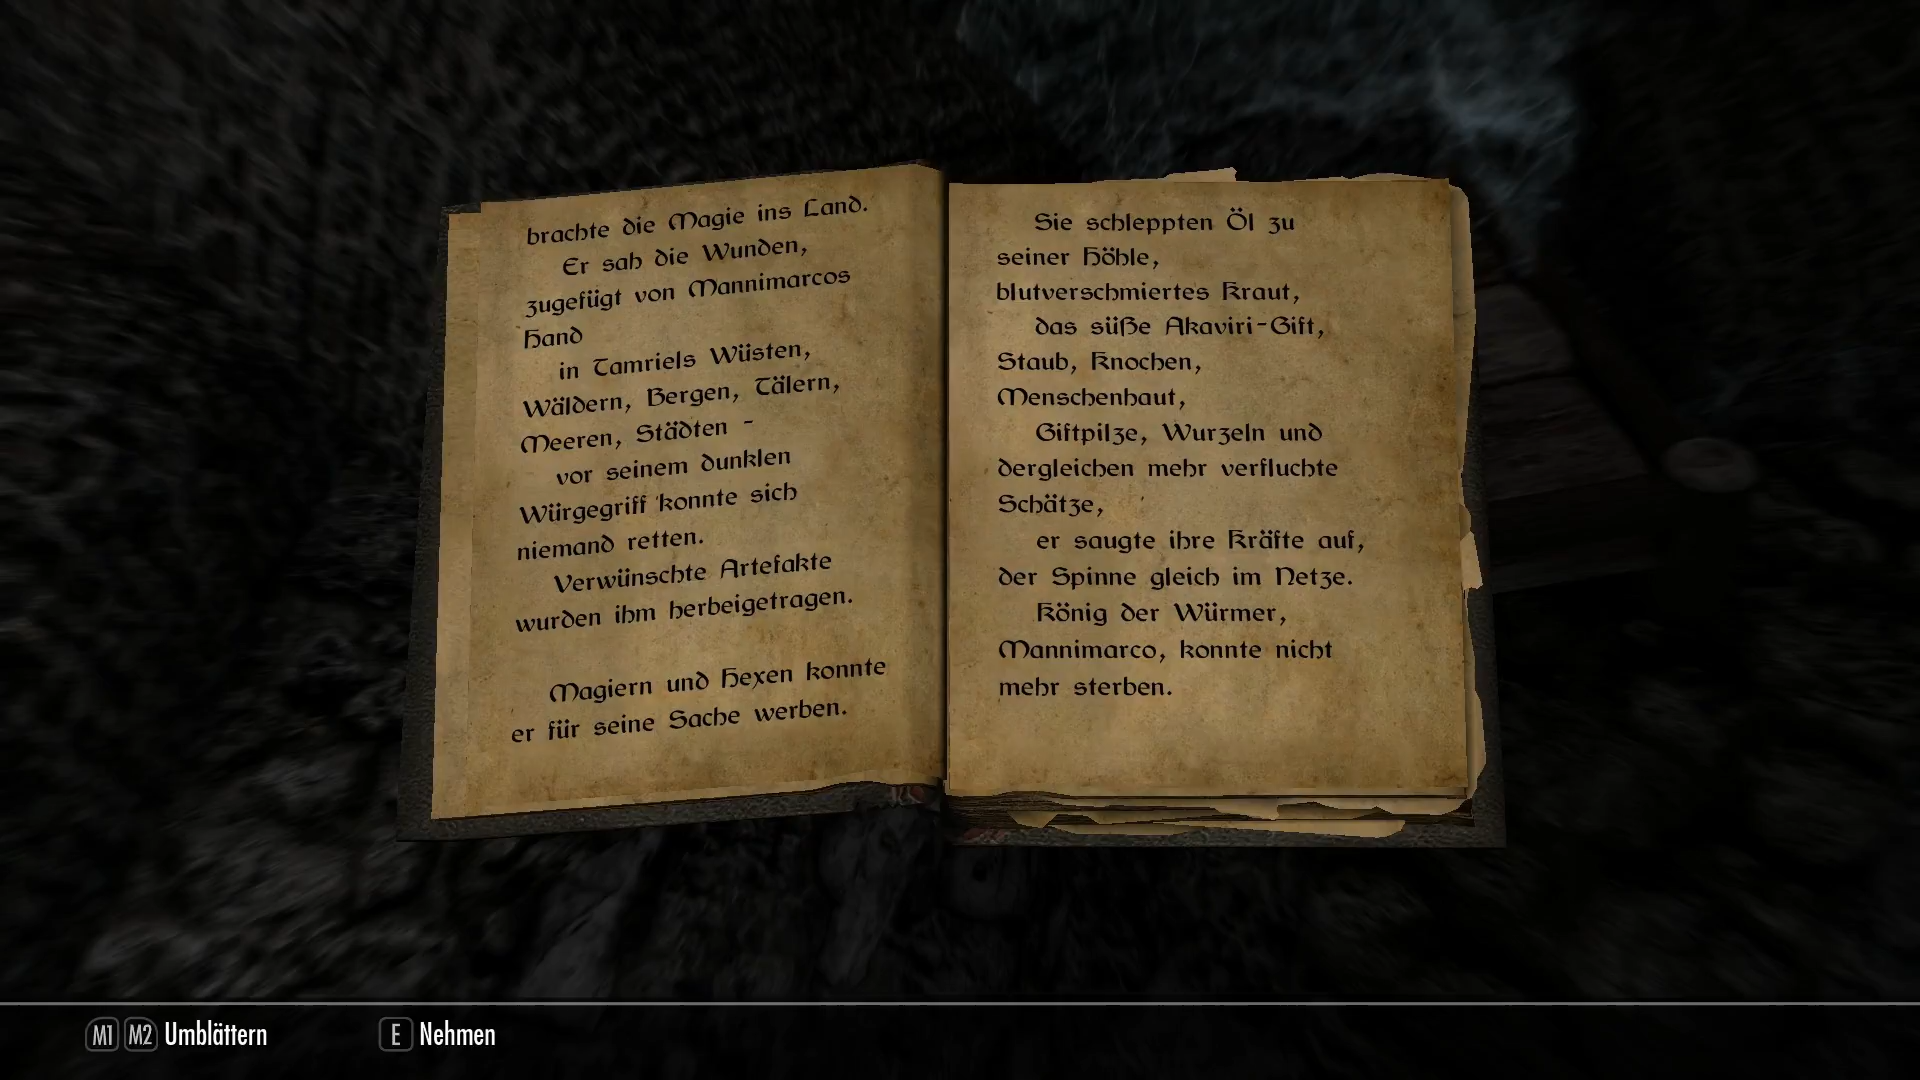 brachte die Magie ins Land.
Er sah die Wunden,
zugefügt von Mannimarcos
Hand
in Tamriels Wüsten,
Wäldern, Bergen, Tälern,
Meeren, Städten -
vor seinem dunklen
Würgegriff konnte sich
niemand retten.
Verwünschte Artefakte
wurden ihm herbeigetragen.
Magiern und Hexen konnte
er für seine Sache werben.
Sie schleppten Öl zu
seiner Höhle,
blutverschmiertes Kraut,
das süße Akaviri-Gift,
Staub, Knochen,
Menschenhaut,
Giftpilze, Wurzeln und
dergleichen mehr verfluchte
Schätze,
er saugte ihre Kräfte auf,
der Spinne gleich im Netze.
König der Würmer,
Mannimarco, konnte nicht
mehr sterben.
M1 M2 Umblättern
E Nehmen